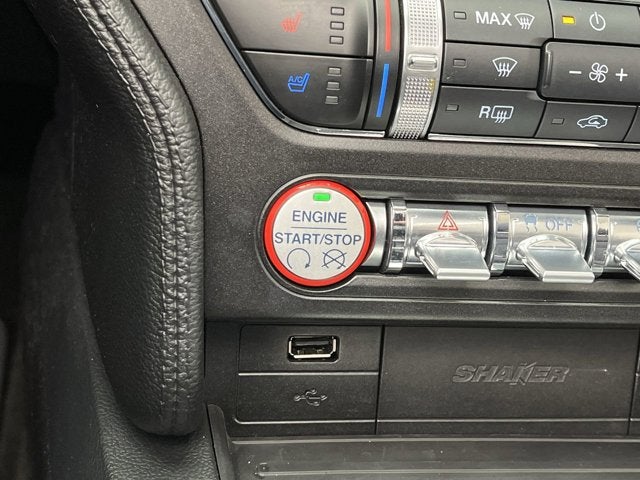 MAX
A/C
R
ENGINE
START/STOP
OFF
SHAKER